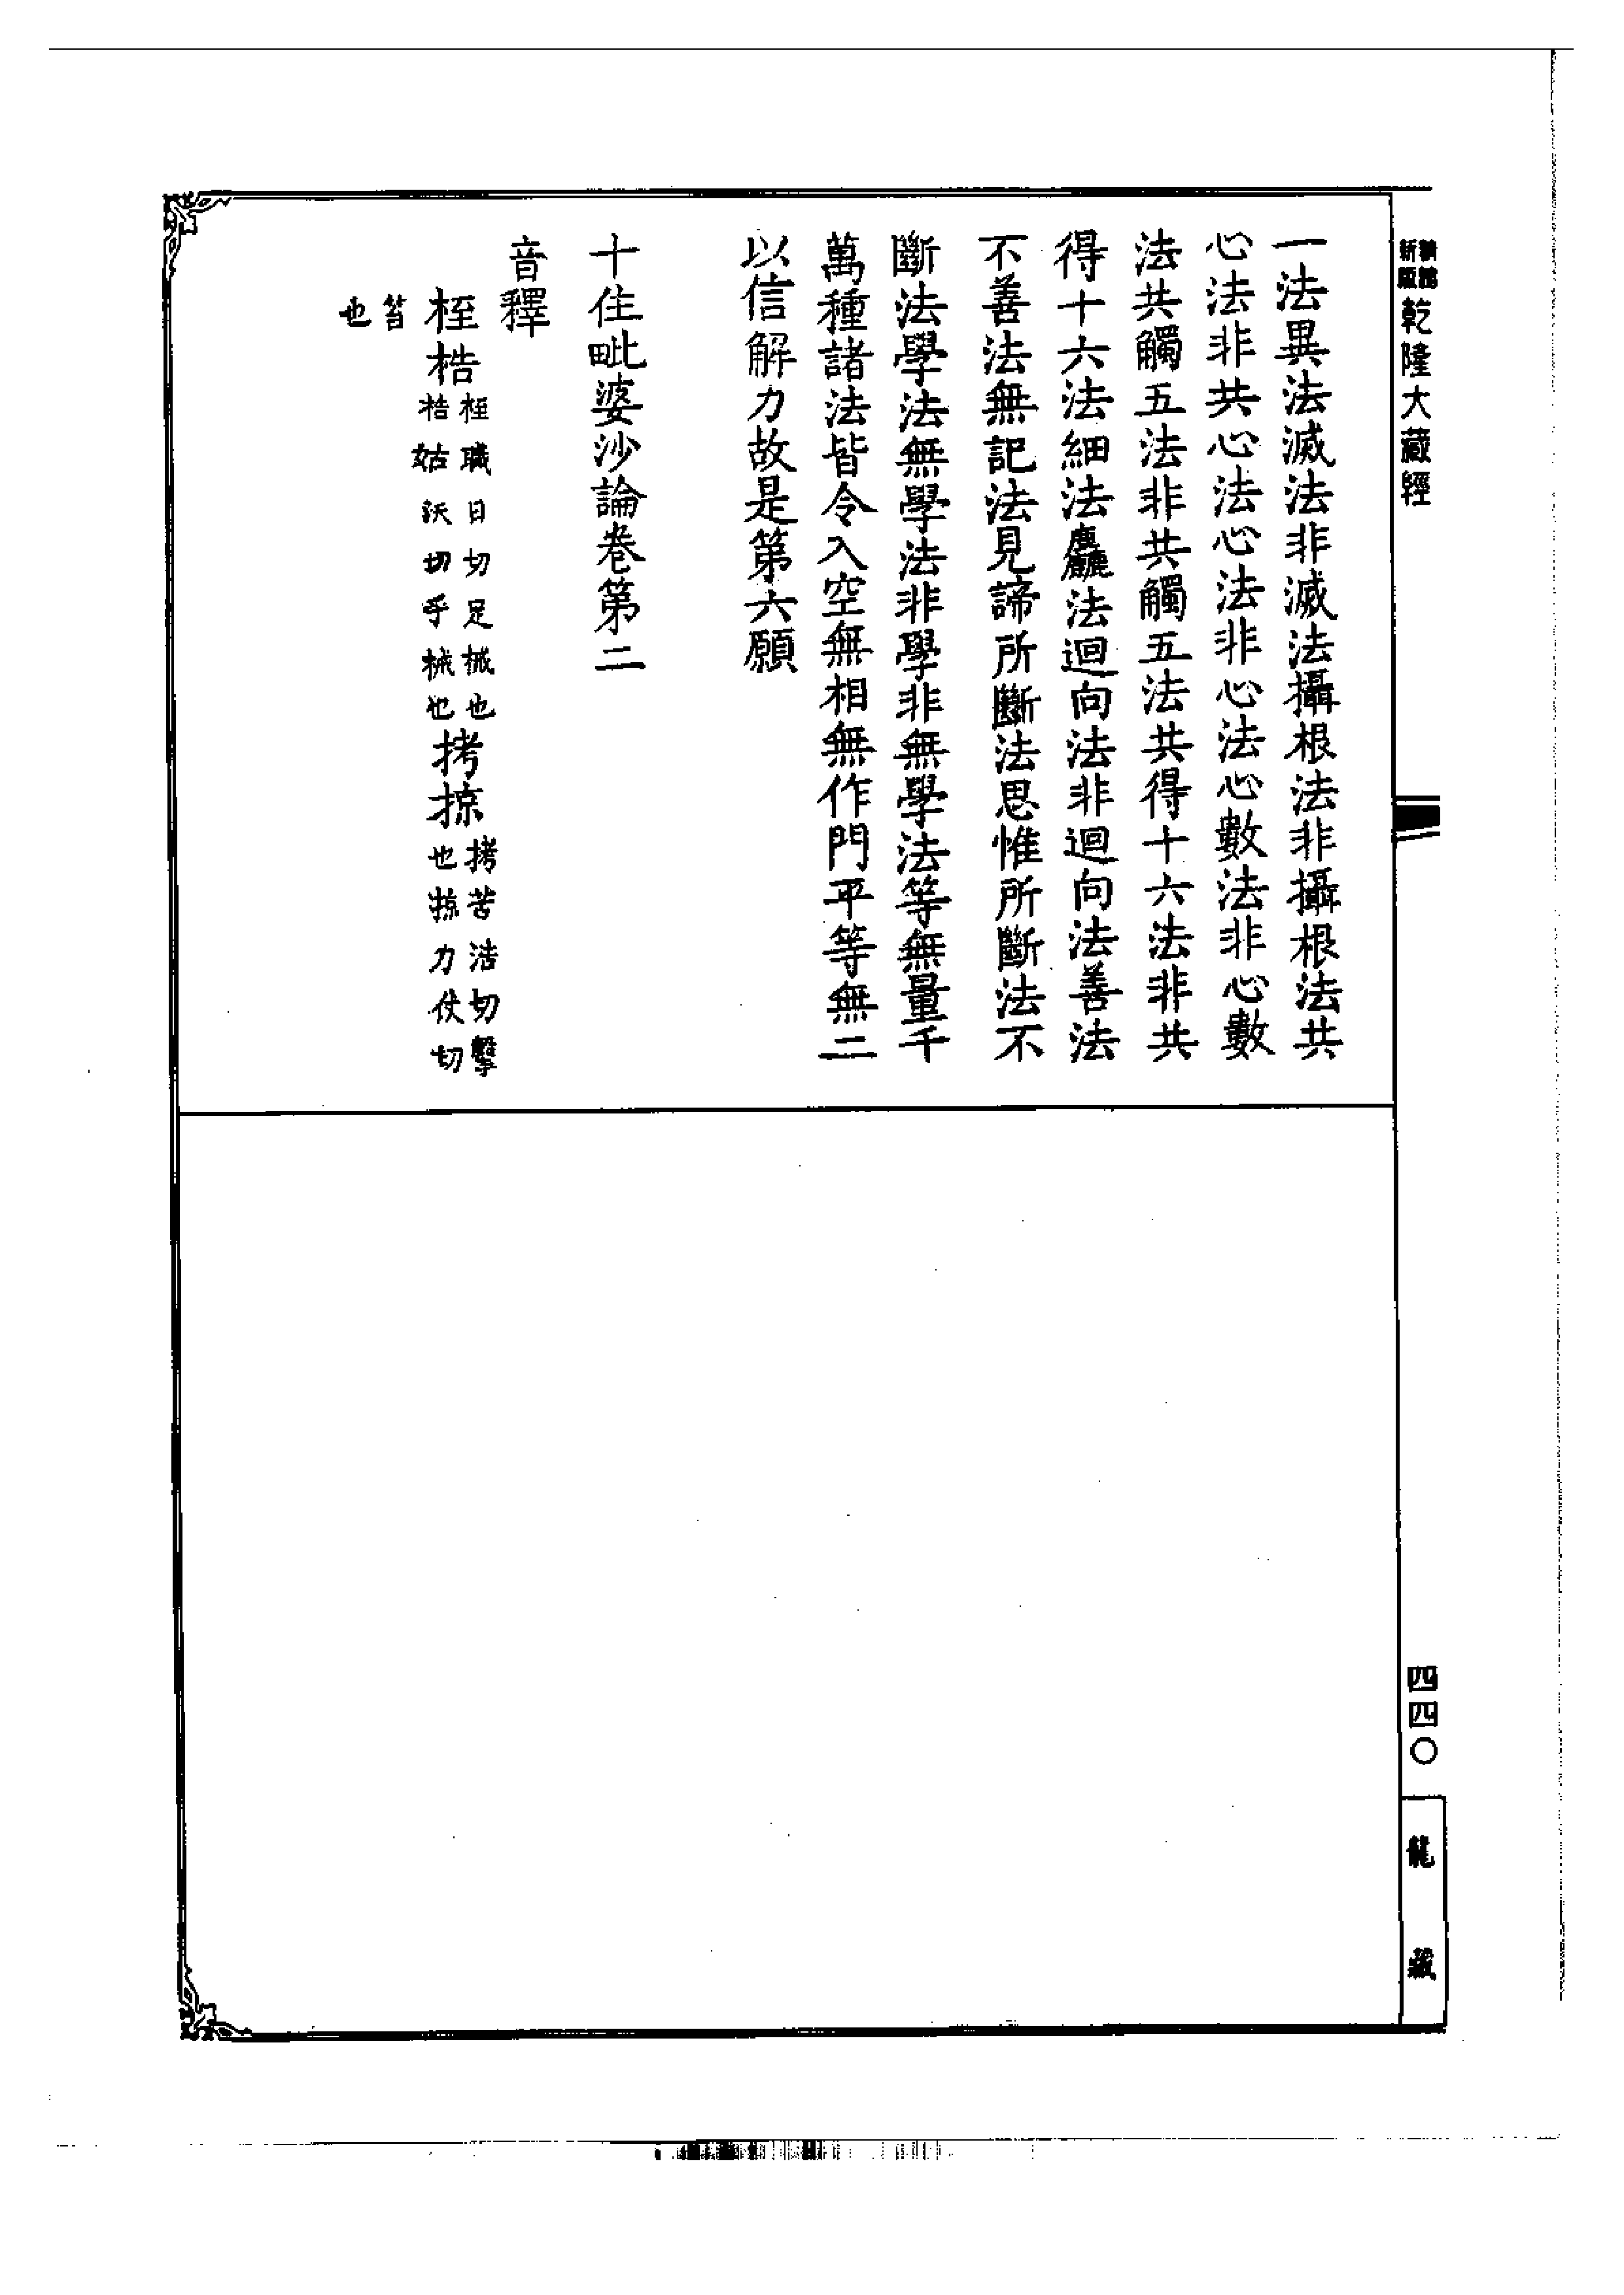 新版
乾隆大藏經
四四〇
龍藏
一法異法滅法非滅法攝根法非攝根法共
心法非共心法心法非心法心數法非心數
法共觸五法非共觸五法共得十六法非共
得十六法細法麤法迴向法非迴向法善法
不善法無記法見諦所斷法思惟所斷法不
斷法學法無學法非學非無學法等無量千
萬種諸法皆令入空無相無作門平等無二
以信解力故是第六願
十住毗婆沙論卷第二
音釋
桎梏桎職日切足械也梏姑沃切手械也拷掠拷苦浩切擊也掠力仗切
笞也